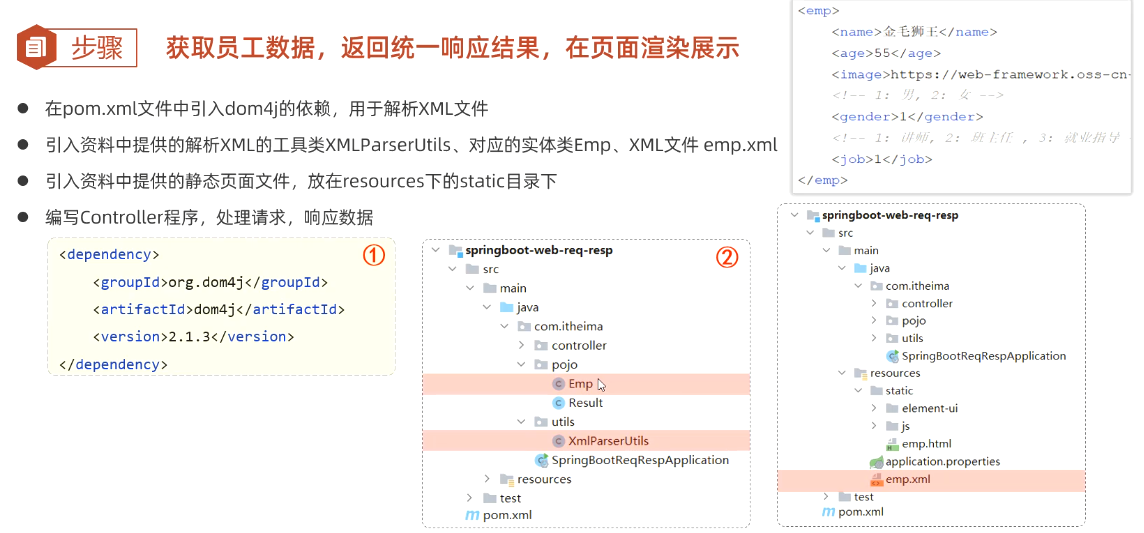 步骤
获取员工数据，返回统一响应结果，在页面渲染展示
● 在pom.xml文件中引入dom4j的依赖，用于解析XML文件
● 引入资料中提供的解析XML的工具类XMLParserUtils、对应的实体类Emp、XML文件 emp.xml
● 引入资料中提供的静态页面文件，放在resources下的static目录下
● 编写Controller程序，处理请求，响应数据
<emp>
<name>金毛狮王</name>
<age>55</age>
<image>https://web-framework.oss-cn-
<!-- 1: 男, 2: 女 -->
<gender>1</gender>
<!-- 1: 讲师, 2: 班主任 , 3: 就业指导
<job>1</job>
</emp>
①
<dependency>
<groupId>org.dom4j</groupId>
<artifactId>dom4j</artifactId>
<version>2.1.3</version>
</dependency>
②
springboot-web-req-resp
src
main
java
com.itheima
controller
pojo
Emp
Result
utils
XmlParserUtils
SpringBootReqRespApplication
resources
test
pom.xml
springboot-web-req-resp
src
main
java
com.itheima
controller
pojo
utils
SpringBootReqRespApplication
resources
static
element-ui
js
emp.html
application.properties
emp.xml
test
pom.xml